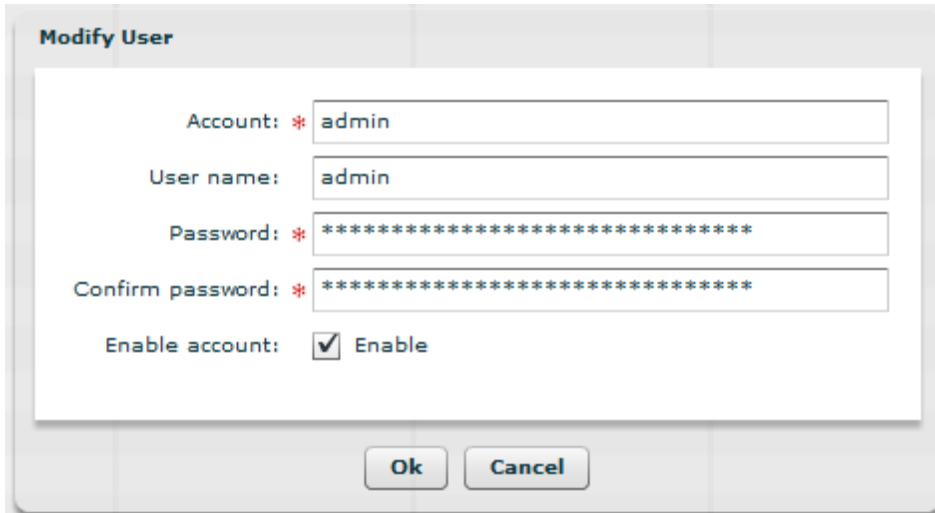 Modify User
Account: * admin
User name: admin
Password: * *******************************
Confirm password: * *******************************
Enable account: Enable
Ok Cancel